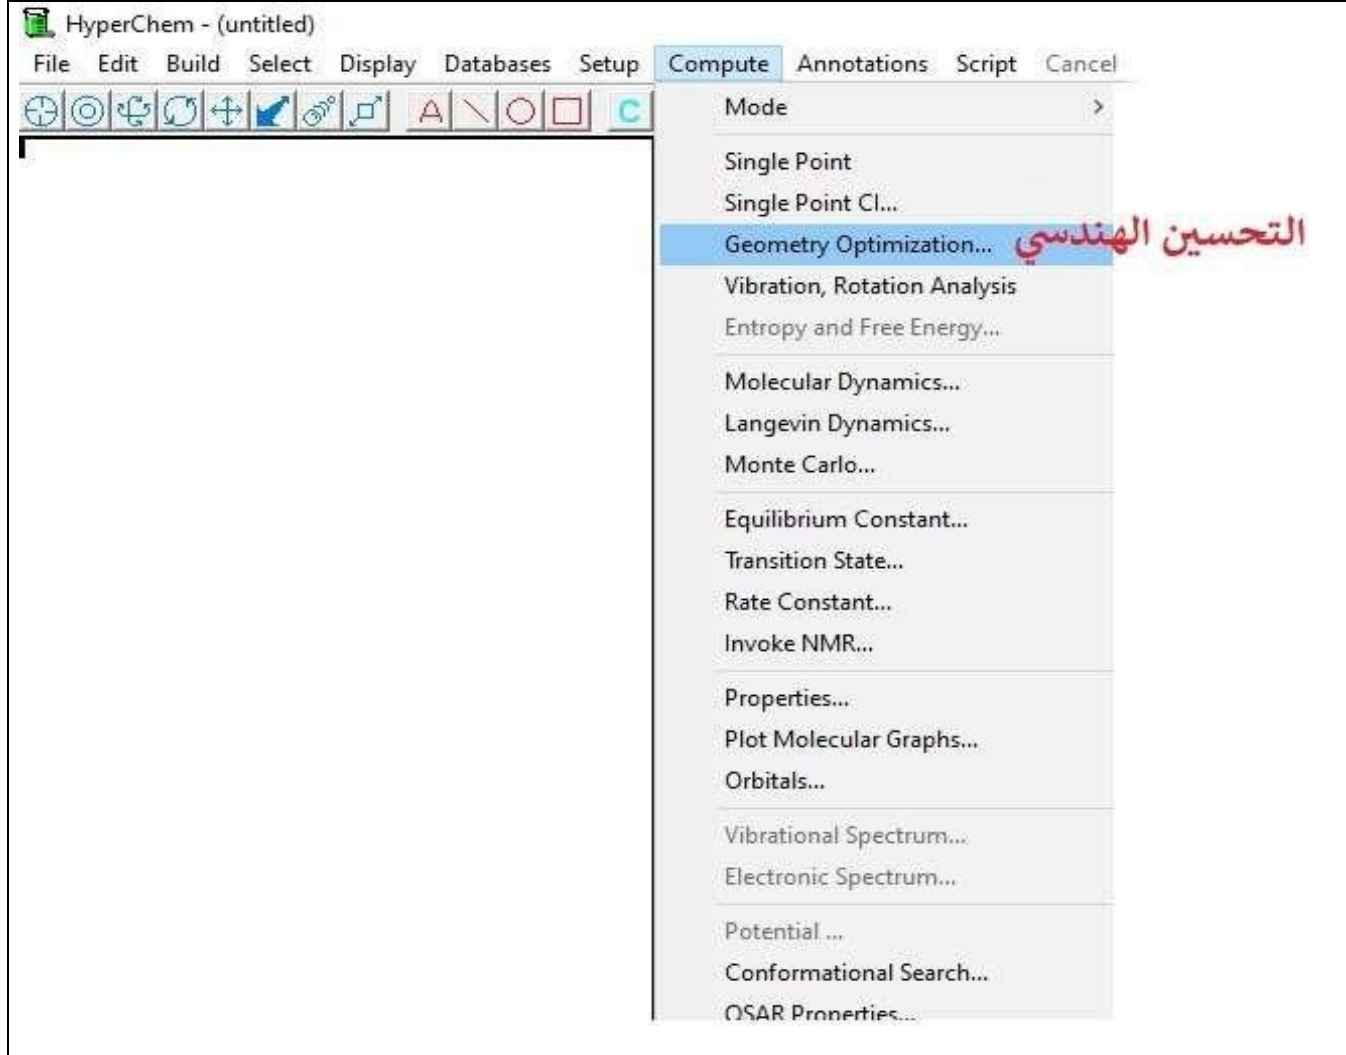 HyperChem - (untitled)
File Edit Build Select Display Databases Setup Compute Annotations Script Cancel
A C
Mode >
Single Point
Single Point CI...
Geometry Optimization... التحسين الهندسي
Vibration, Rotation Analysis
Entropy and Free Energy...
Molecular Dynamics...
Langevin Dynamics...
Monte Carlo...
Equilibrium Constant...
Transition State...
Rate Constant...
Invoke NMR...
Properties...
Plot Molecular Graphs...
Orbitals...
Vibrational Spectrum...
Electronic Spectrum...
Potential ...
Conformational Search...
QSAR Properties...